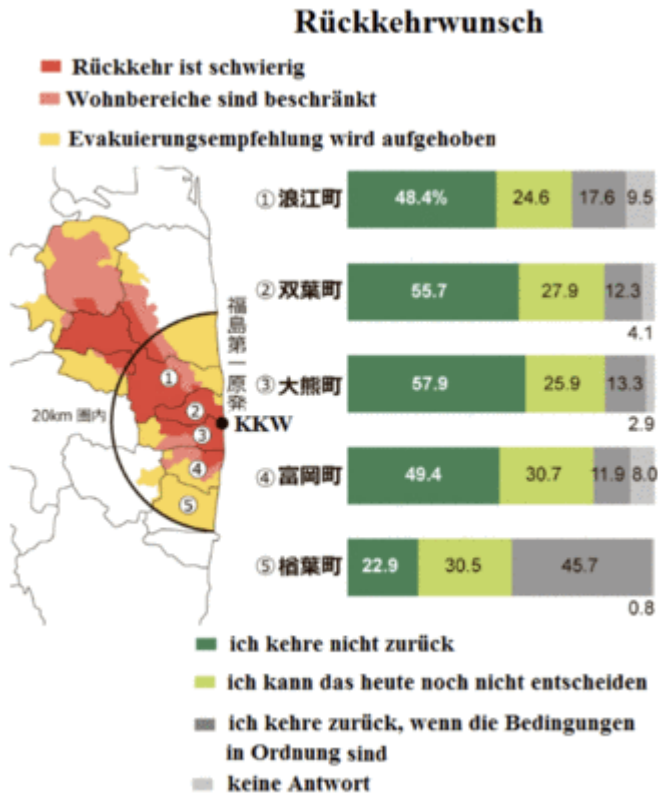 Rückkehrwunsch
Rückkehr ist schwierig
Wohnbereiche sind beschränkt
Evakuierungsempfehlung wird aufgehoben
①浪江町 48.4% 24.6 17.6 9.5
②双葉町 55.7 27.9 12.3
4.1
③大熊町 57.9 25.9 13.3
2.9
④富岡町 49.4 30.7 11.9 8.0
⑤楢葉町 22.9 30.5 45.7
0.8
福島第一原発
KKW
20km 圏内
①
②
③
④
⑤
ich kehre nicht zurück
ich kann das heute noch nicht entscheiden
ich kehre zurück, wenn die Bedingungen
in Ordnung sind
keine Antwort